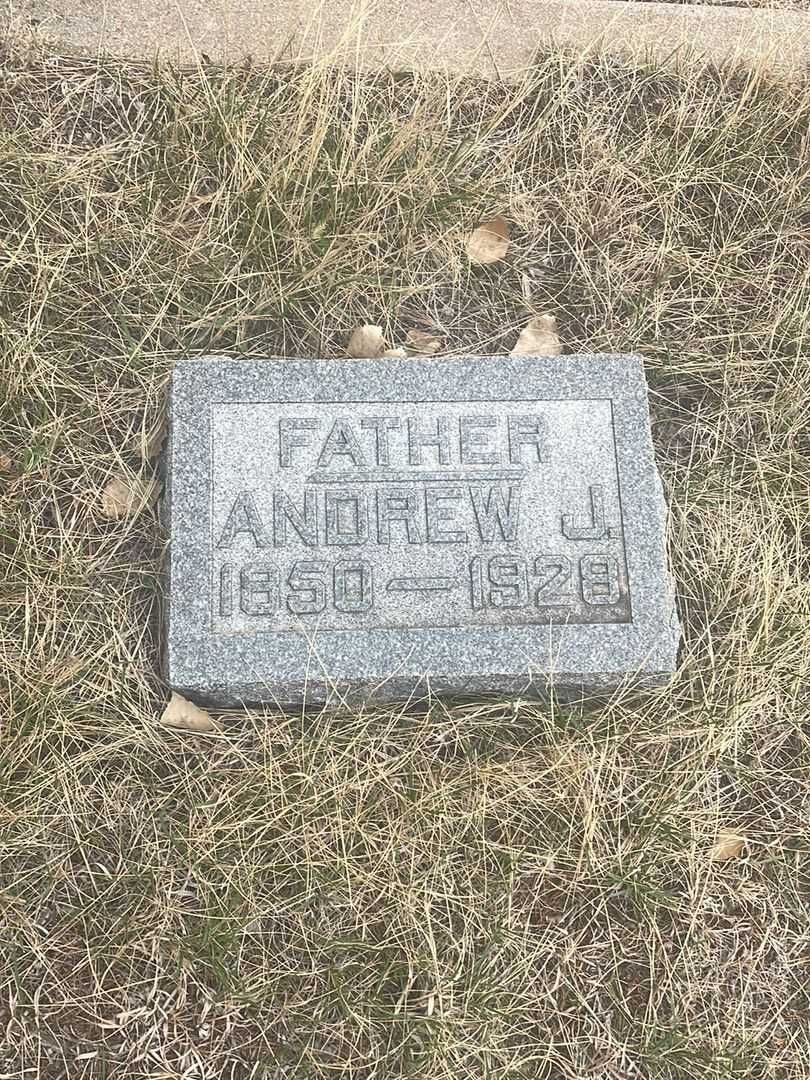 FATHER
ANDREW J.
1850 — 1928